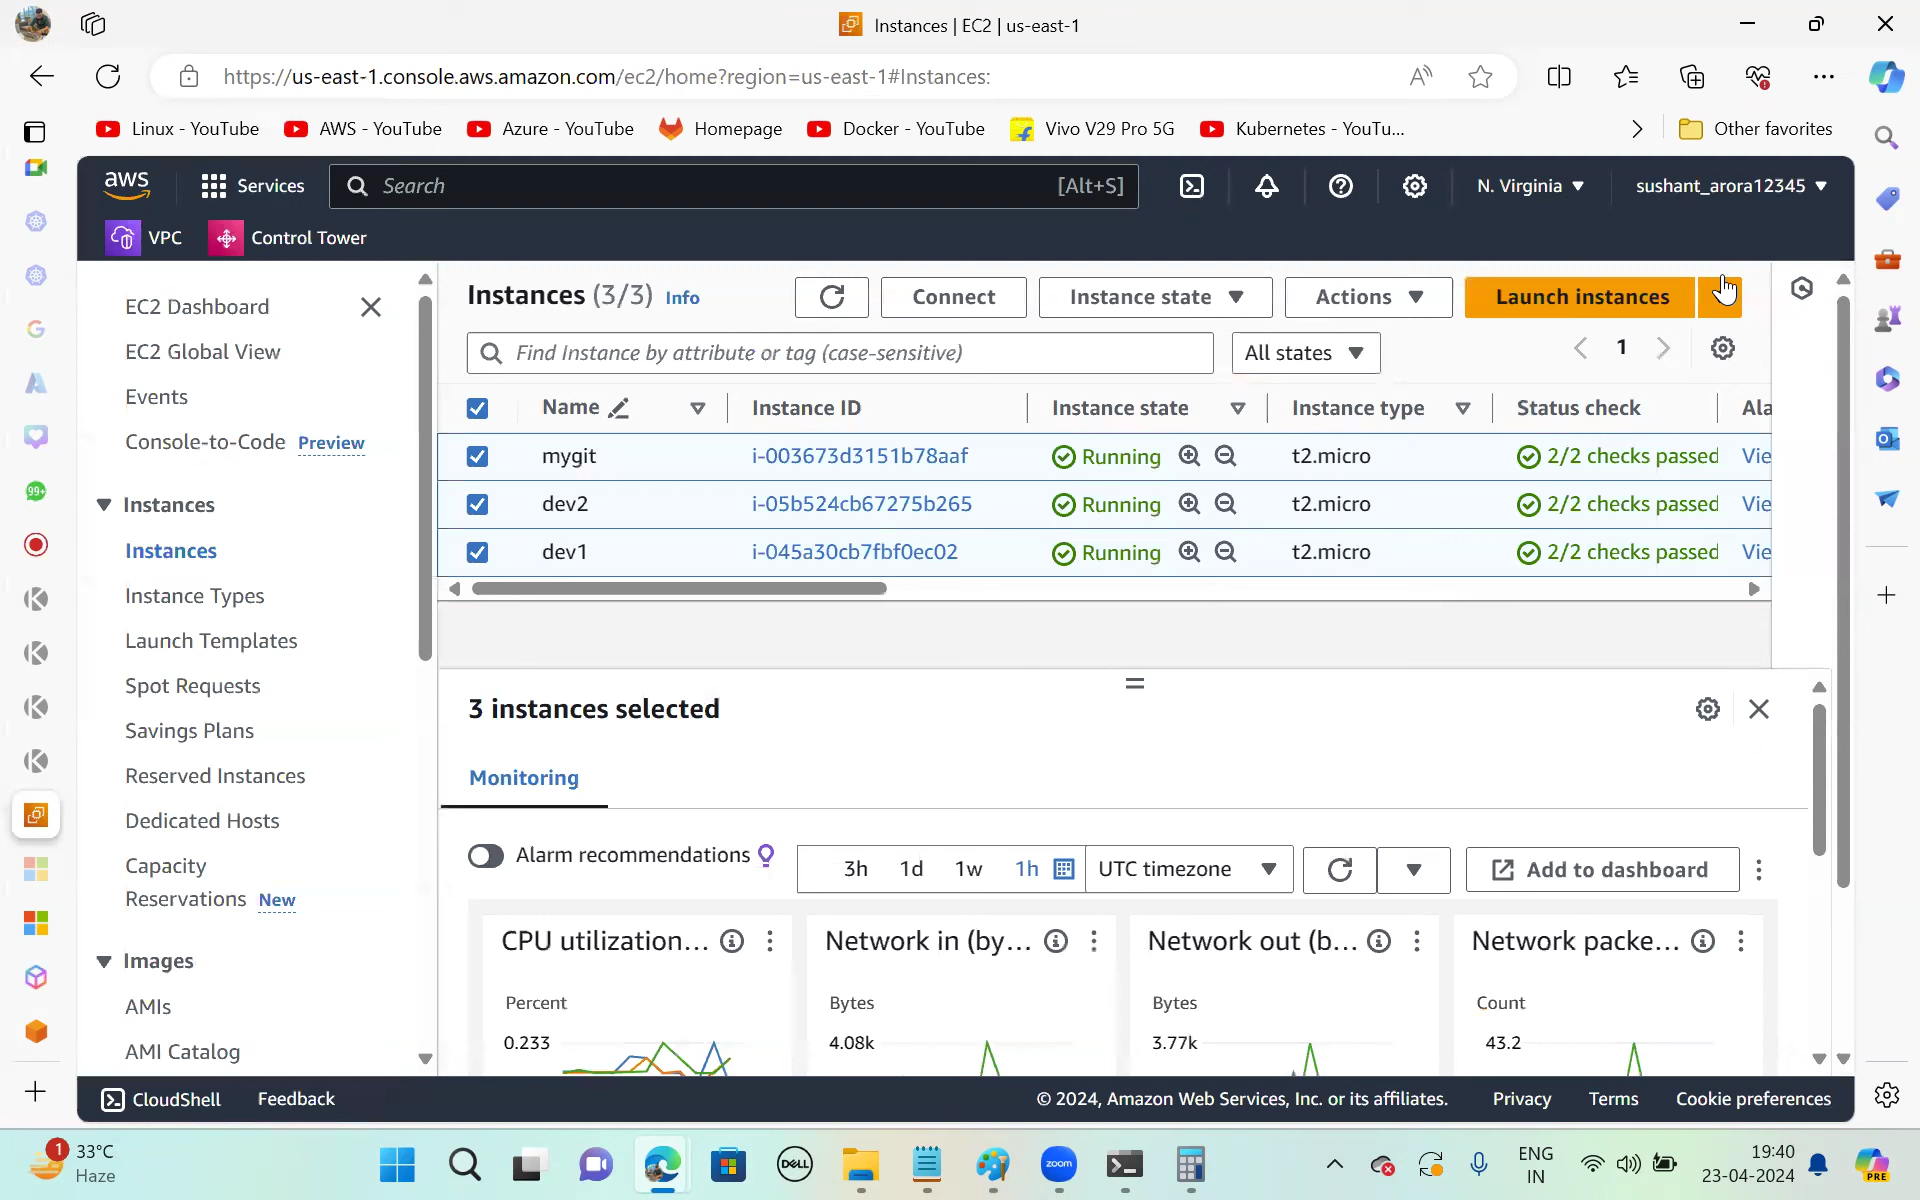 Instances | EC2 | us-east-1
https://us-east-1.console.aws.amazon.com/ec2/home?region=us-east-1#Instances:
Linux - YouTube
AWS - YouTube
Azure - YouTube
Homepage
Docker - YouTube
Vivo V29 Pro 5G
Kubernetes - YouTu...
Other favorites
aws
Services
Search
[Alt+S]
N. Virginia
sushant_arora12345
VPC
Control Tower
EC2 Dashboard
EC2 Global View
Events
Console-to-Code Preview
Instances
Instances
Instance Types
Launch Templates
Spot Requests
Savings Plans
Reserved Instances
Dedicated Hosts
Capacity
Reservations New
Images
AMIs
AMI Catalog
Instances (3/3) Info
Connect
Instance state
Actions
Launch instances
Find Instance by attribute or tag (case-sensitive)
All states
1
Name
Instance ID
Instance state
Instance type
Status check
Ala
mygit
i-003673d3151b78aaf
Running
t2.micro
2/2 checks passed
Vie
dev2
i-05b524cb67275b265
Running
t2.micro
2/2 checks passed
Vie
dev1
i-045a30cb7fbf0ec02
Running
t2.micro
2/2 checks passed
Vie
3 instances selected
Monitoring
Alarm recommendations
3h
1d
1w
1h
UTC timezone
Add to dashboard
CPU utilization...
Network in (by...
Network out (b...
Network packe...
Percent
Bytes
Bytes
Count
0.233
4.08k
3.77k
43.2
CloudShell
Feedback
© 2024, Amazon Web Services, Inc. or its affiliates.
Privacy
Terms
Cookie preferences
99+
1
33°C
Haze
DELL
zoom
ENG
IN
19:40
23-04-2024
PRE